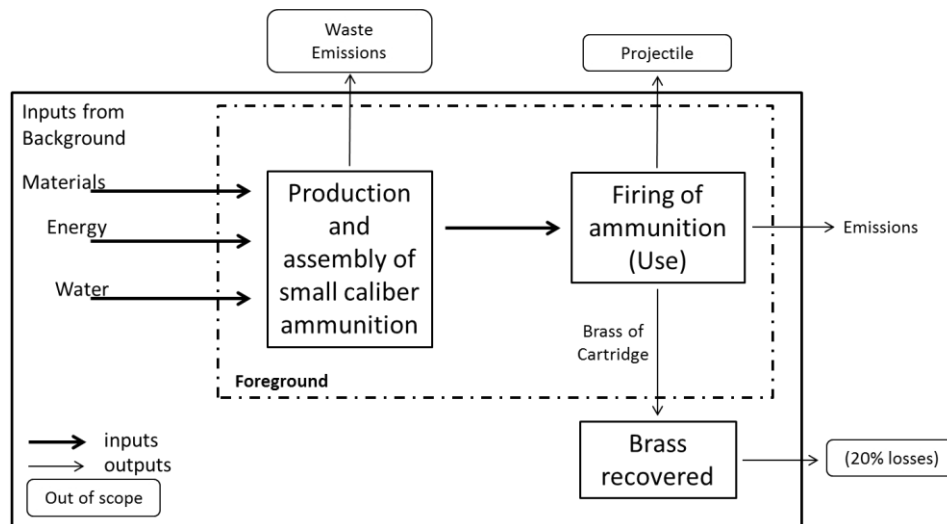 Waste
Emissions
Projectile
Inputs from
Background
Materials
Energy
Water
Production
and
assembly of
small caliber
ammunition
Firing of
ammunition
(Use)
Emissions
Brass of
Cartridge
Foreground
Brass
recovered
(20% losses)
inputs
outputs
Out of scope